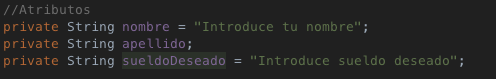 //Atributos
private String nombre = "Introduce tu nombre";
private String apellido;
private String sueldoDeseado = "Introduce sueldo deseado";